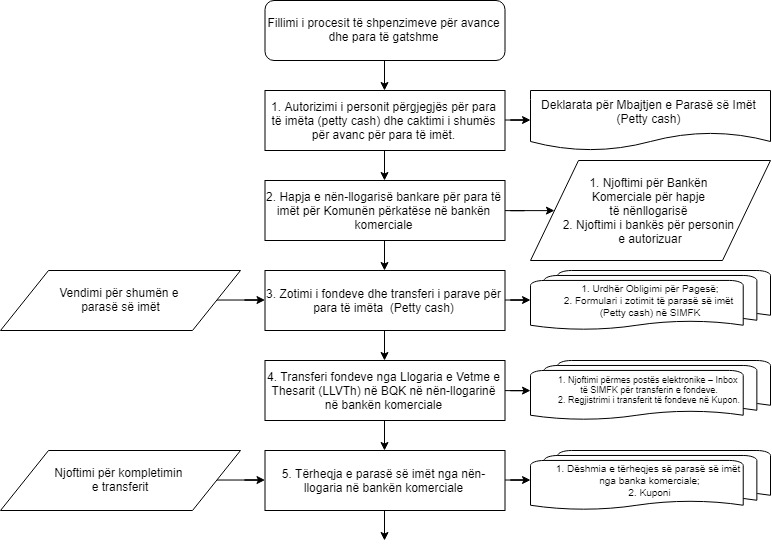 Fillimi i procesit të shpenzimeve për avance
dhe para të gatshme
1. Autorizimi i personit përgjegjës për para
të imëta (petty cash) dhe caktimi i shumës
për avanc për para të imët.
Deklarata për Mbajtjen e Parasë së Imët
(Petty cash)
2. Hapja e nën-llogarisë bankare për para të
imët për Komunën përkatëse në bankën
komerciale
1. Njoftimi për Bankën
Komerciale për hapje
të nënllogarisë
2. Njoftimi i bankës për personin
e autorizuar
Vendimi për shumën e
parasë së imët
3. Zotimi i fondeve dhe transferi i parave për
para të imëta (Petty cash)
1. Urdhër Obligimi për Pagesë;
2. Formulari i zotimit të parasë së imët
(Petty cash) në SIMFK
4. Transferi fondeve nga Llogaria e Vetme e
Thesarit (LLVTh) në BQK në nën-llogarinë
në bankën komerciale
1. Njoftimi përmes postës elektronike – Inbox
të SIMFK për transferin e fondeve.
2. Regjistrimi i transferit të fondeve në Kupon.
Njoftimi për kompletimin
e transferit
5. Tërheqja e parasë së imët nga nën-
llogaria në bankën komerciale
1. Dëshmia e tërheqjes së parasë së imët
nga banka komerciale;
2. Kuponi